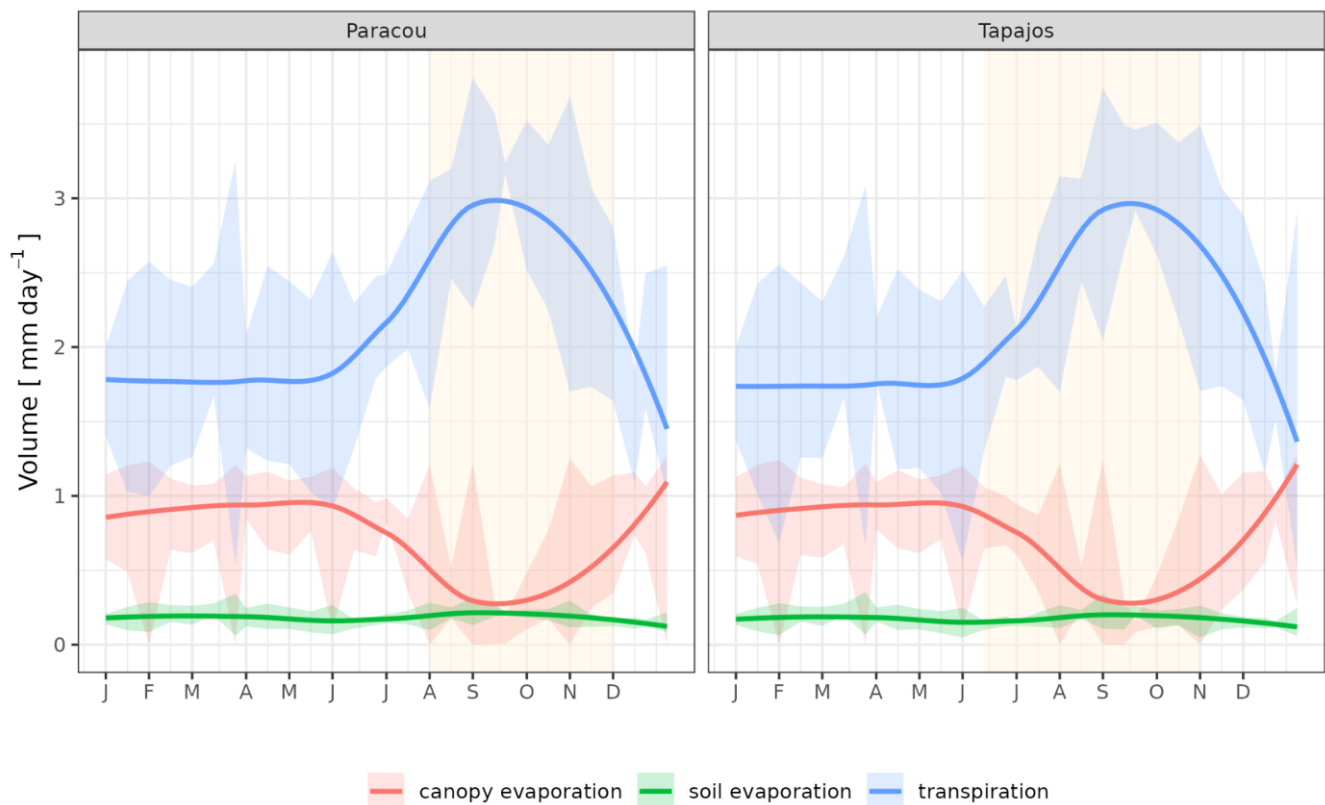 Paracou Tapajos
Volume [ mm day⁻¹ ]
3
2
1
0
J F M A M J J A S O N D J F M A M J J A S O N D
canopy evaporation soil evaporation transpiration